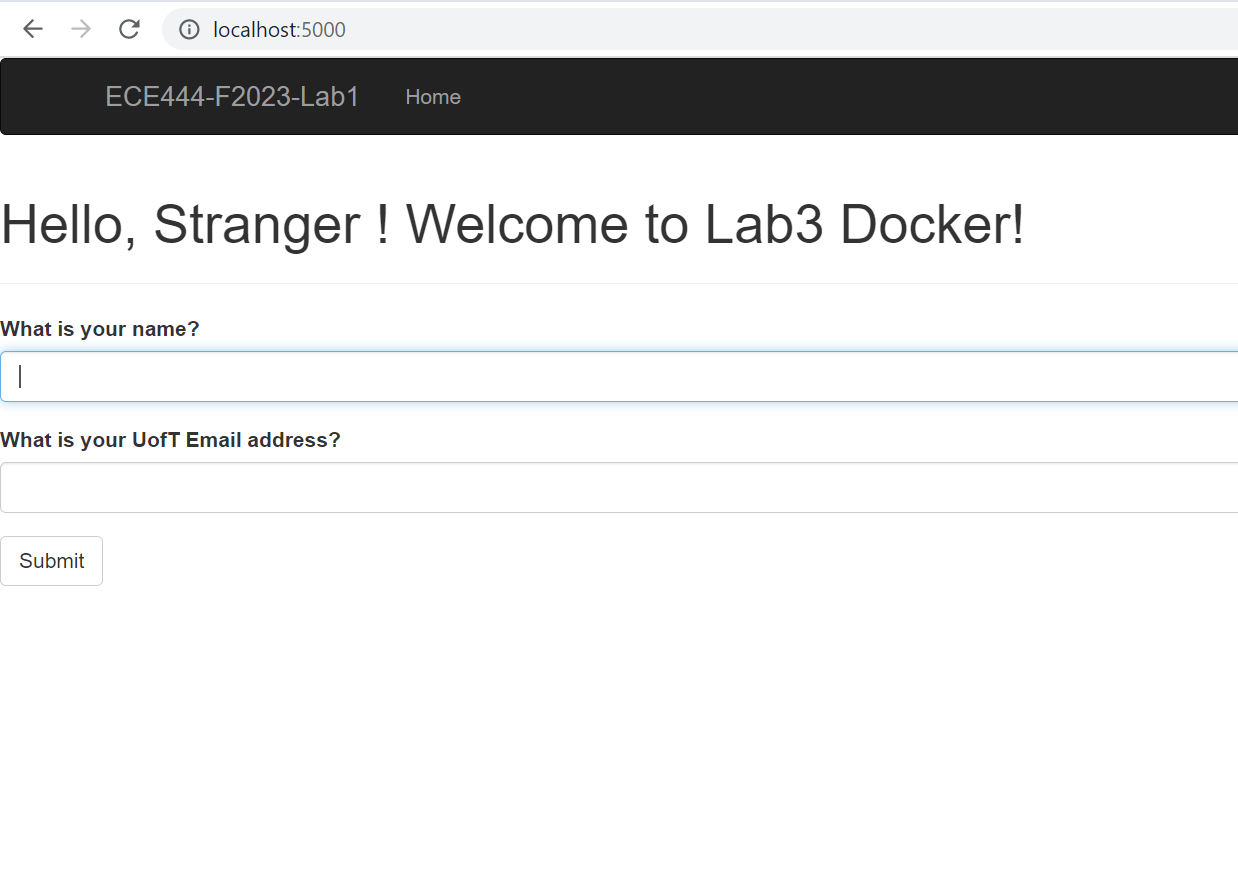 localhost:5000
ECE444-F2023-Lab1 Home
Hello, Stranger ! Welcome to Lab3 Docker!
What is your name?
What is your UofT Email address?
Submit